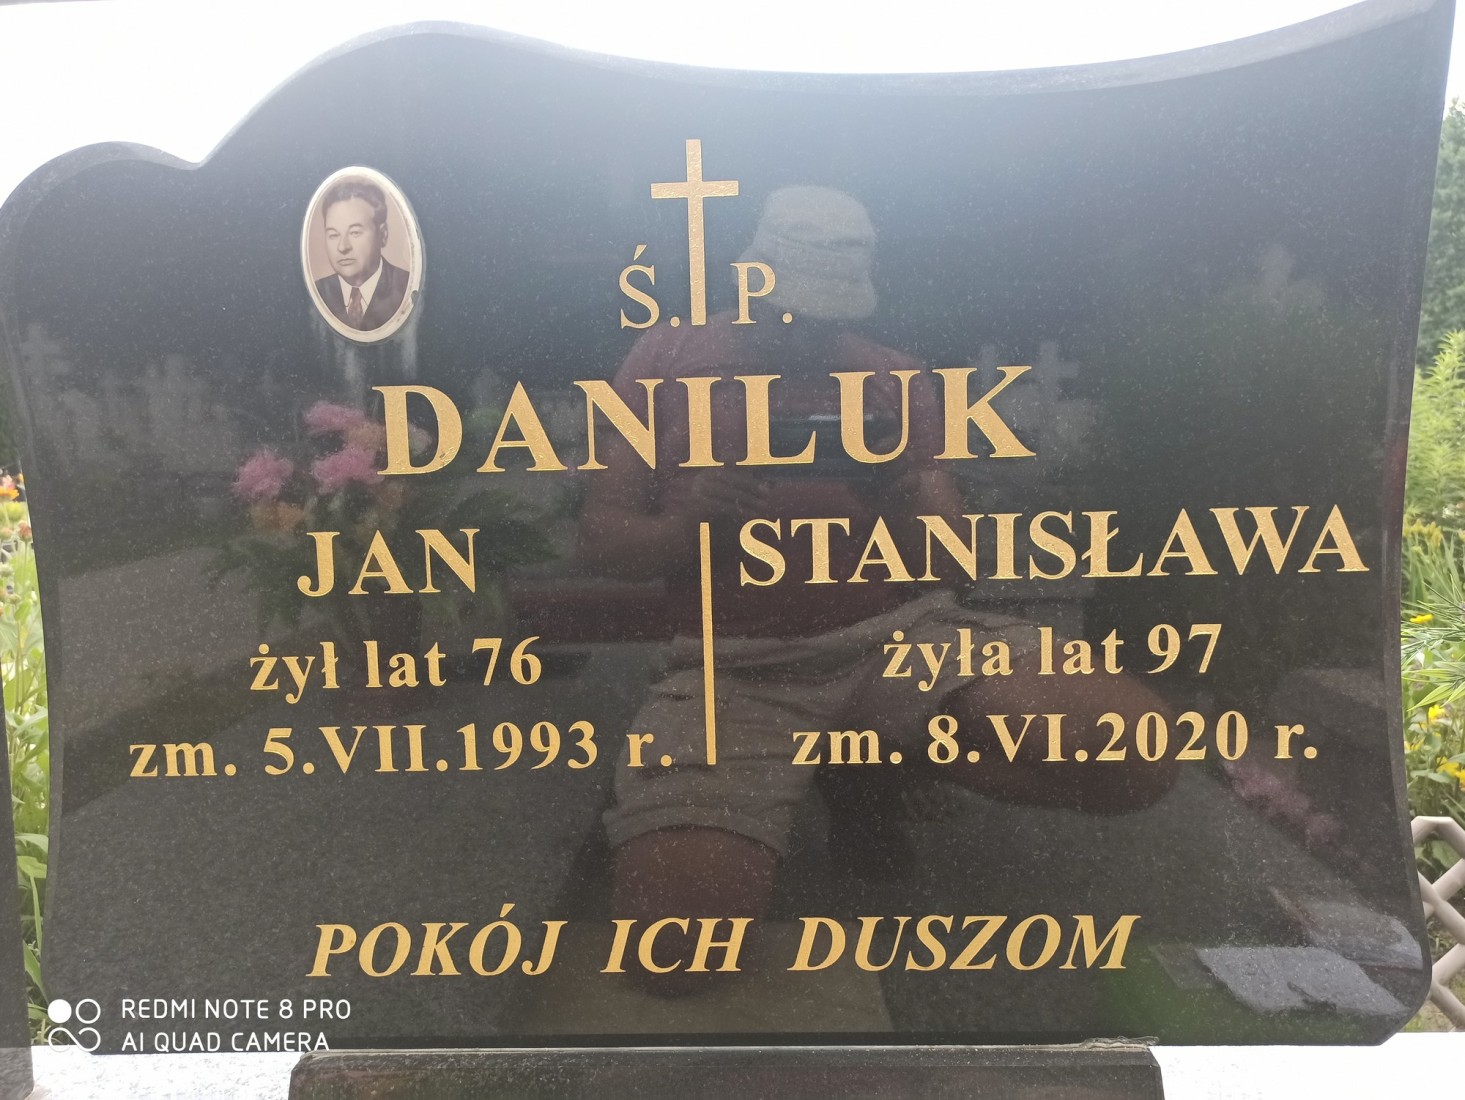 Ś. P.
DANILUK
JAN
żył lat 76
zm. 5.VII.1993 r.
STANISŁAWA
żyła lat 97
zm. 8.VI.2020 r.
POKÓJ ICH DUSZOM
REDMI NOTE 8 PRO
AI QUAD CAMERA